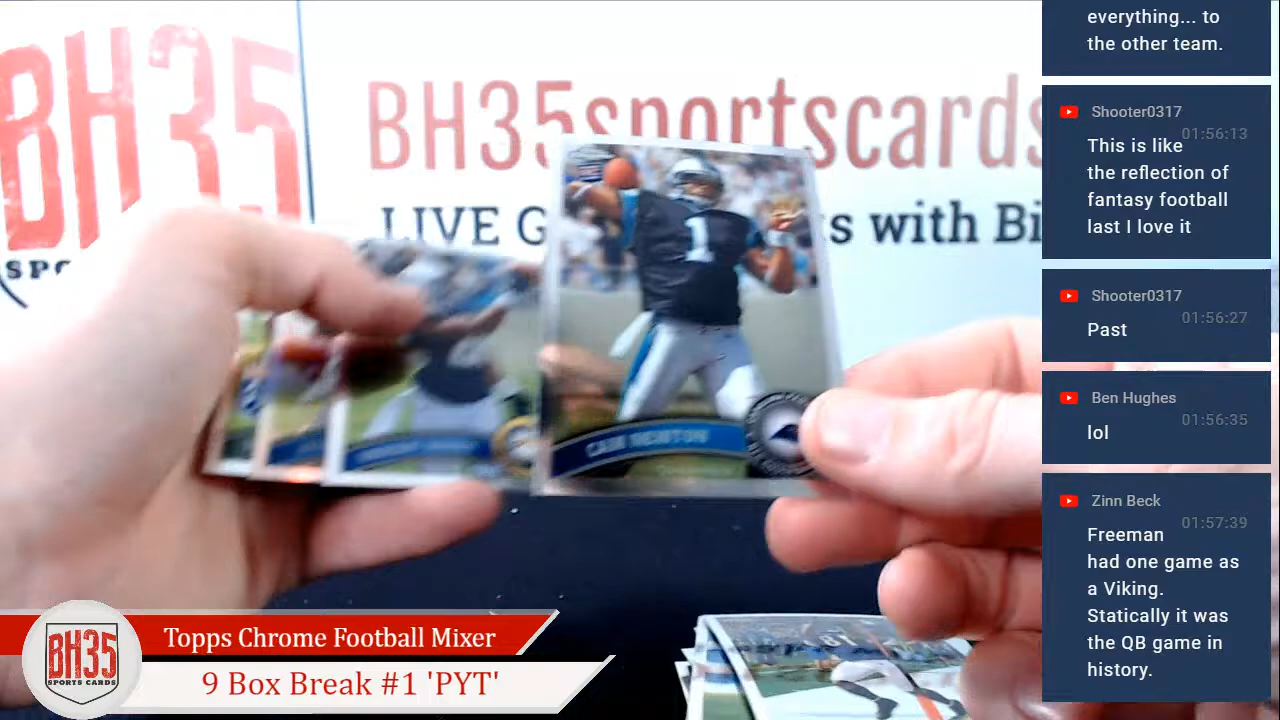 BH35
SPO
BH35sportscards
LIVE G
s with Bi
1
CAM NEWTON
everything... to
the other team.
Shooter0317
01:56:13
This is like
the reflection of
fantasy football
last I love it
Shooter0317
01:56:27
Past
Ben Hughes
01:56:35
lol
Zinn Beck
01:57:39
Freeman
had one game as
a Viking.
Statically it was
the QB game in
history.
BH35
SPORTS CARDS
Topps Chrome Football Mixer
9 Box Break #1 'PYT'